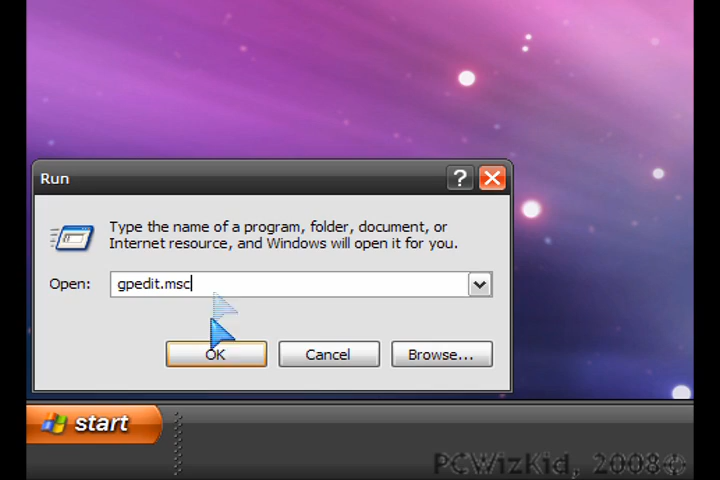 Run
Type the name of a program, folder, document, or
Internet resource, and Windows will open it for you.
Open: gpedit.msc
OK Cancel Browse...
start
PCWizKid, 2008©